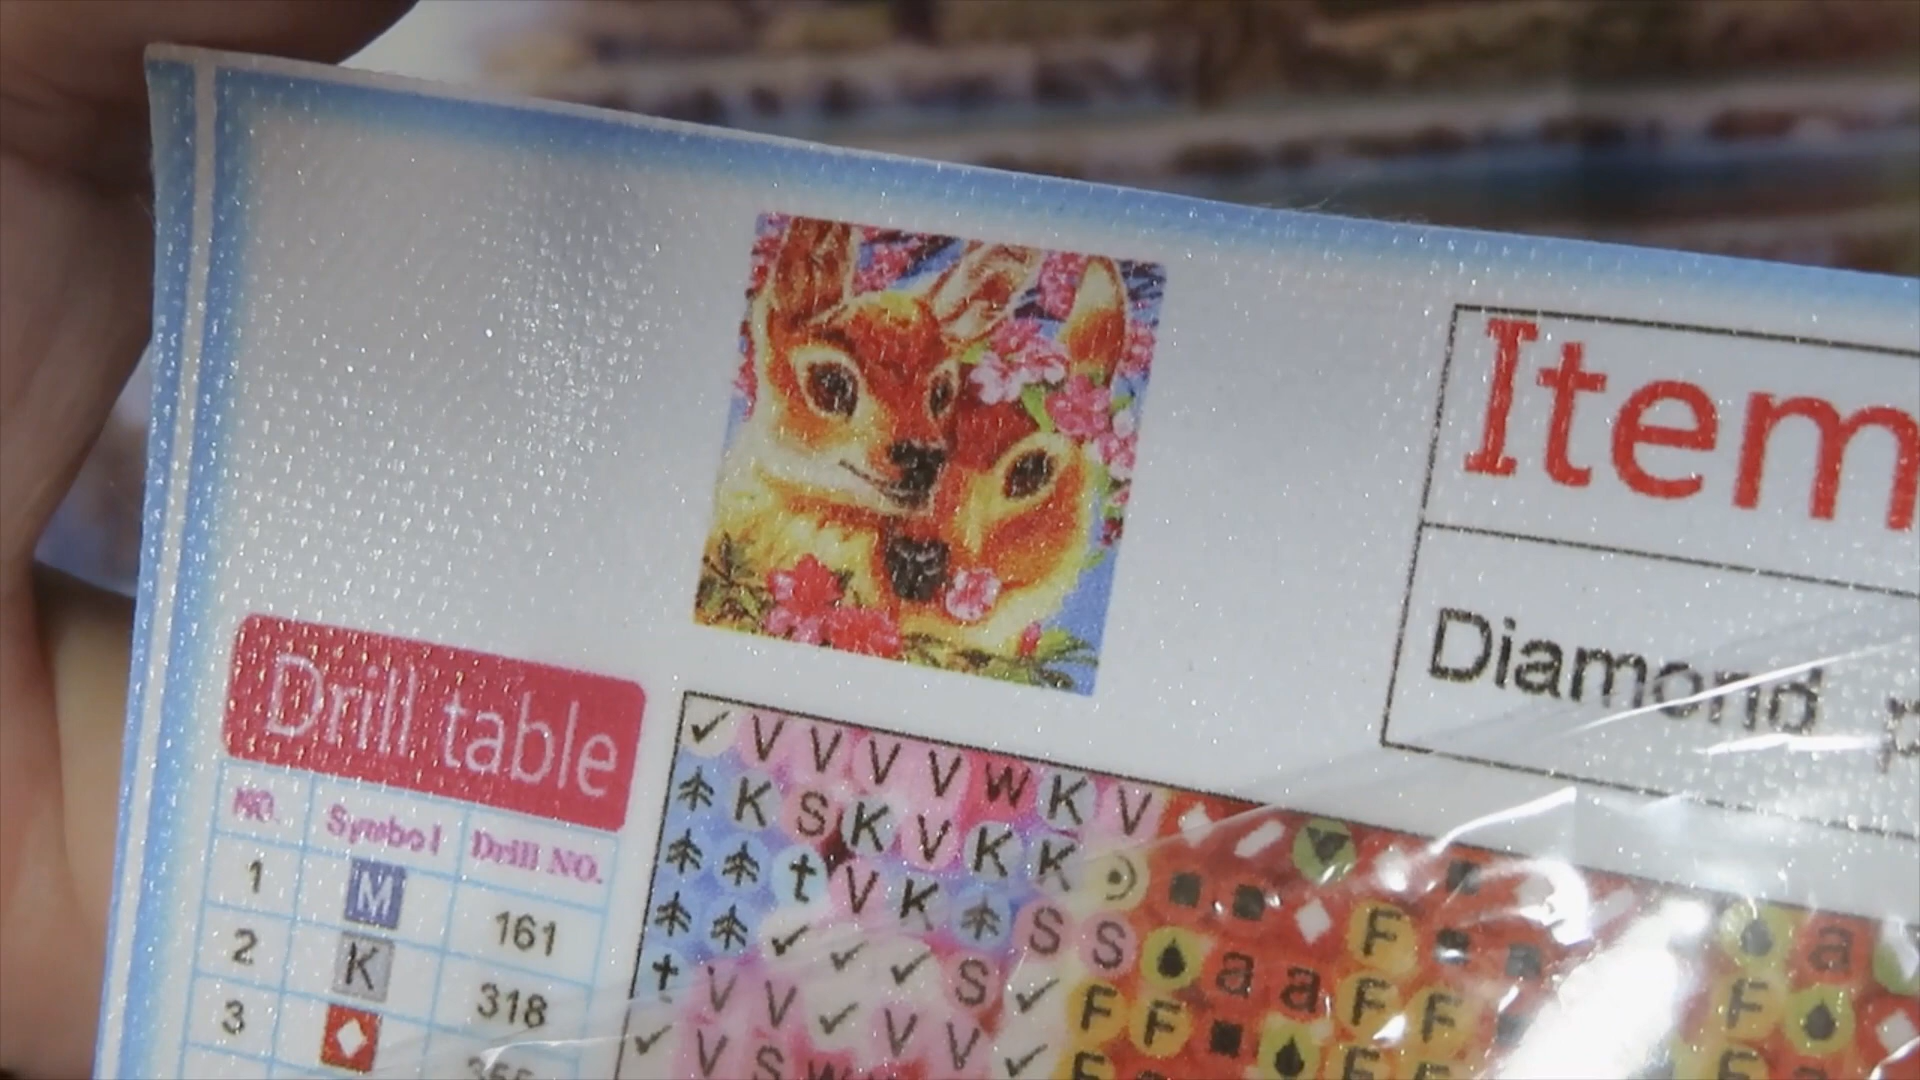 Item
Diamond
Drill table
NO. Symbol Drill NO.
1 M 161
2 K 318
3
V V V V W K V
K S K V K K
t V K S S
t V V S F a a F a
V S V V F F F F F